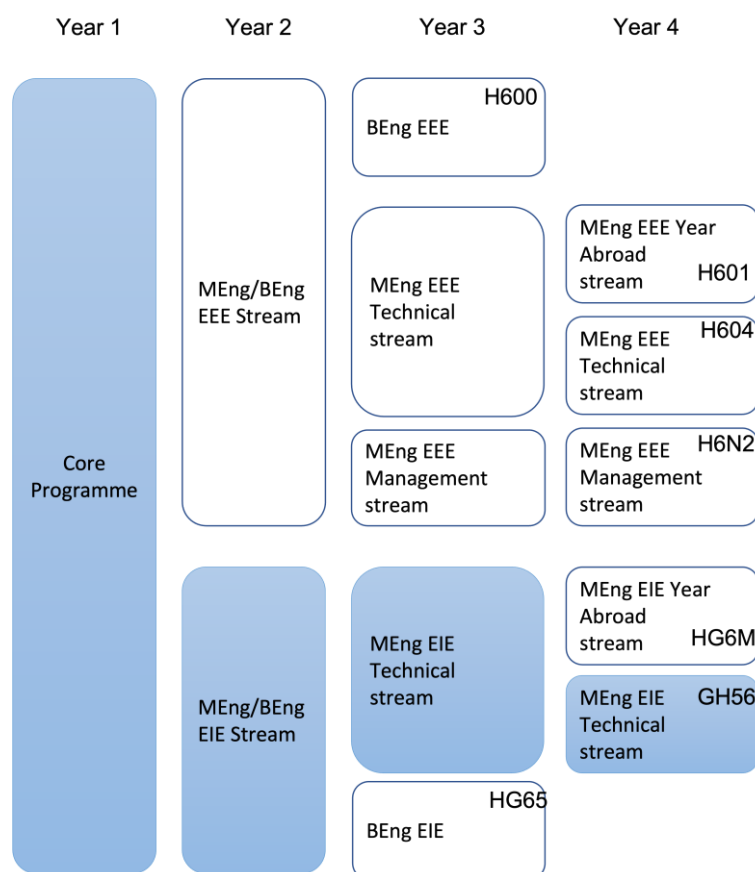 Year 1
Year 2
Year 3
Year 4
Core
Programme
MEng/BEng
EEE Stream
MEng/BEng
EIE Stream
H600
BEng EEE
MEng EEE
Technical
stream
MEng EEE
Management
stream
MEng EIE
Technical
stream
HG65
BEng EIE
MEng EEE Year
Abroad
stream
H601
H604
MEng EEE
Technical
stream
H6N2
MEng EEE
Management
stream
MEng EIE Year
Abroad
stream
HG6M
MEng EIE
GH56
Technical
stream